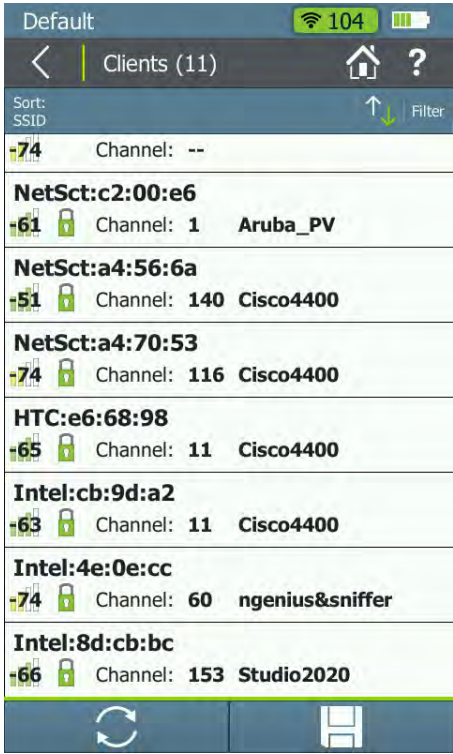 Default 104
Clients (11) ?
Sort:
SSID Filter
-74 Channel: --
NetSct:c2:00:e6
-61 Channel: 1 Aruba_PV
NetSct:a4:56:6a
-51 Channel: 140 Cisco4400
NetSct:a4:70:53
-74 Channel: 116 Cisco4400
HTC:e6:68:98
-65 Channel: 11 Cisco4400
Intel:cb:9d:a2
-63 Channel: 11 Cisco4400
Intel:4e:0e:cc
-74 Channel: 60 ngenius&sniffer
Intel:8d:cb:bc
-66 Channel: 153 Studio2020